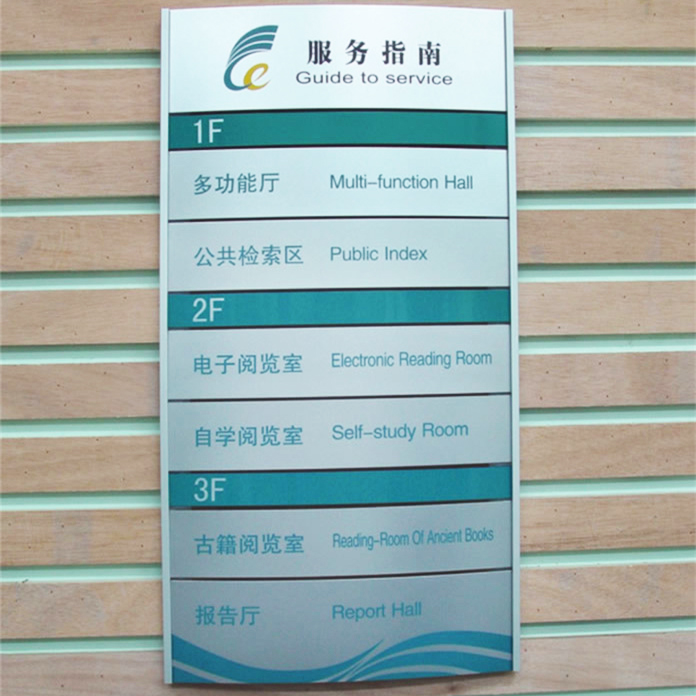 服务指南
Guide to service
1F
多功能厅 Multi-function Hall
公共检索区 Public Index
2F
电子阅览室 Electronic Reading Room
自学阅览室 Self-study Room
3F
古籍阅览室 Reading-Room Of Ancient Books
报告厅 Report Hall